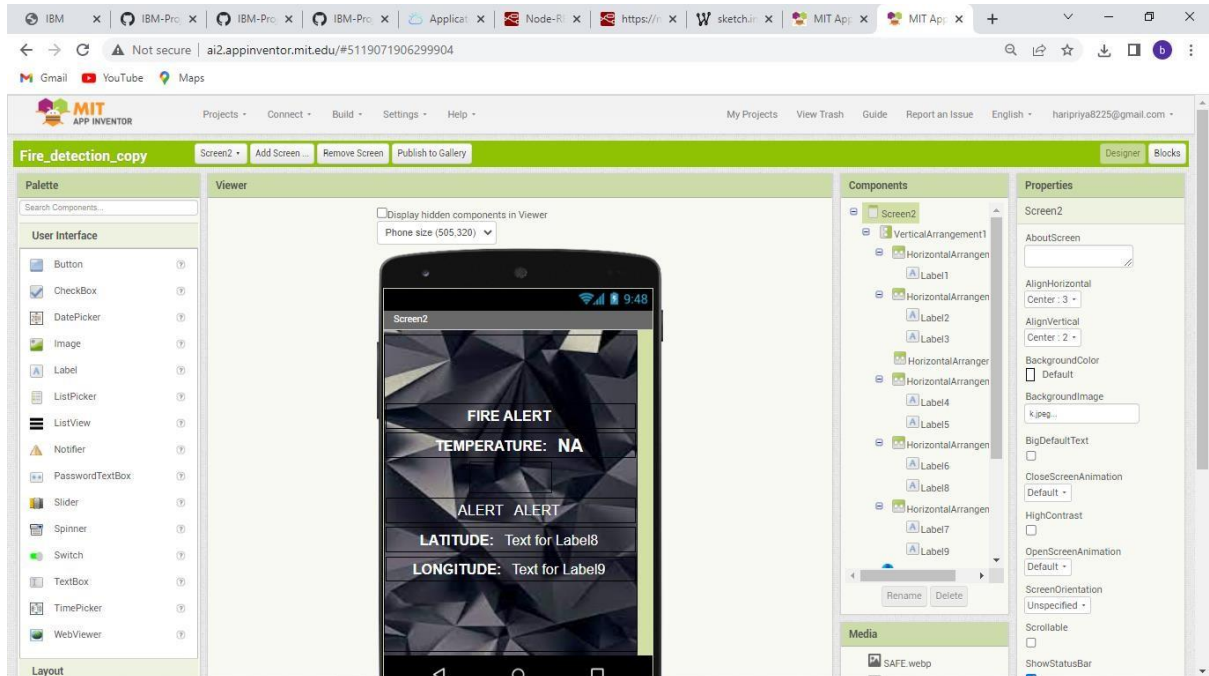 IBM
IBM-Pro
IBM-Pro
IBM-Pro
Applicat
Node-R
https://
sketch.in
MIT App
MIT App
Not secure
ai2.appinventor.mit.edu/#5119071906299904
b
Gmail
YouTube
Maps
MIT
APP INVENTOR
Projects
Connect
Build
Settings
Help
My Projects
View Trash
Guide
Report an Issue
English
haripriya8225@gmail.com
Fire_detection_copy
Screen2
Add Screen ...
Remove Screen
Publish to Gallery
Designer
Blocks
Palette
Search Components...
User Interface
Button
CheckBox
DatePicker
Image
Label
ListPicker
ListView
Notifier
PasswordTextBox
Slider
Spinner
Switch
TextBox
TimePicker
WebViewer
Layout
Viewer
Display hidden components in Viewer
Phone size (505,320)
9:48
Screen2
FIRE ALERT
TEMPERATURE: NA
ALERT ALERT
LATITUDE: Text for Label8
LONGITUDE: Text for Label9
Components
Screen2
VerticalArrangement1
HorizontalArrangen
Label1
HorizontalArrangen
Label2
Label3
HorizontalArranger
HorizontalArrangen
Label4
Label5
HorizontalArrangen
Label6
Label8
HorizontalArrangen
Label7
Label9
Rename
Delete
Media
SAFE.webp
Properties
Screen2
AboutScreen
AlignHorizontal
Center : 3
AlignVertical
Center : 2
BackgroundColor
Default
BackgroundImage
k.jpeg...
BigDefaultText
CloseScreenAnimation
Default
HighContrast
OpenScreenAnimation
Default
ScreenOrientation
Unspecified
Scrollable
ShowStatusBar